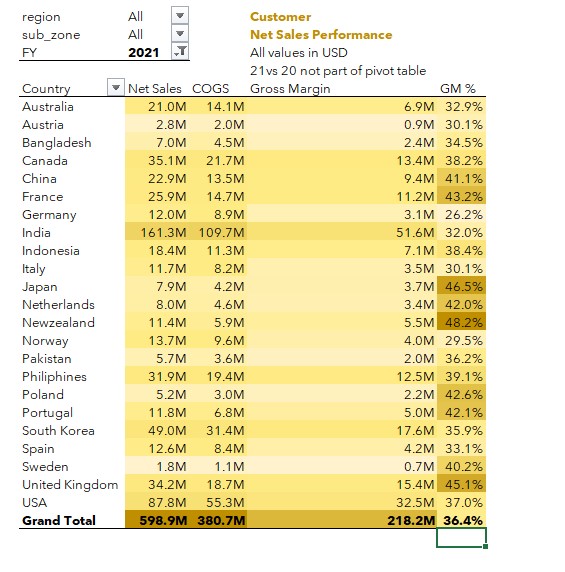 region All Customer
sub_zone All Net Sales Performance
FY 2021 All values in USD
21vs 20 not part of pivot table
Country Net Sales COGS Gross Margin GM %
Australia 21.0M 14.1M 6.9M 32.9%
Austria 2.8M 2.0M 0.9M 30.1%
Bangladesh 7.0M 4.5M 2.4M 34.5%
Canada 35.1M 21.7M 13.4M 38.2%
China 22.9M 13.5M 9.4M 41.1%
France 25.9M 14.7M 11.2M 43.2%
Germany 12.0M 8.9M 3.1M 26.2%
India 161.3M 109.7M 51.6M 32.0%
Indonesia 18.4M 11.3M 7.1M 38.4%
Italy 11.7M 8.2M 3.5M 30.1%
Japan 7.9M 4.2M 3.7M 46.5%
Netherlands 8.0M 4.6M 3.4M 42.0%
Newzealand 11.4M 5.9M 5.5M 48.2%
Norway 13.7M 9.6M 4.0M 29.5%
Pakistan 5.7M 3.6M 2.0M 36.2%
Philiphines 31.9M 19.4M 12.5M 39.1%
Poland 5.2M 3.0M 2.2M 42.6%
Portugal 11.8M 6.8M 5.0M 42.1%
South Korea 49.0M 31.4M 17.6M 35.9%
Spain 12.6M 8.4M 4.2M 33.1%
Sweden 1.8M 1.1M 0.7M 40.2%
United Kingdom 34.2M 18.7M 15.4M 45.1%
USA 87.8M 55.3M 32.5M 37.0%
Grand Total 598.9M 380.7M 218.2M 36.4%